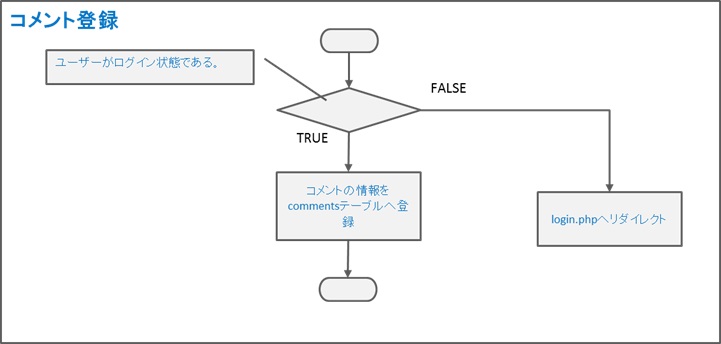 コメント登録
ユーザーがログイン状態である。
FALSE
TRUE
コメントの情報を
commentsテーブルへ登
録
login.phpへリダイレクト